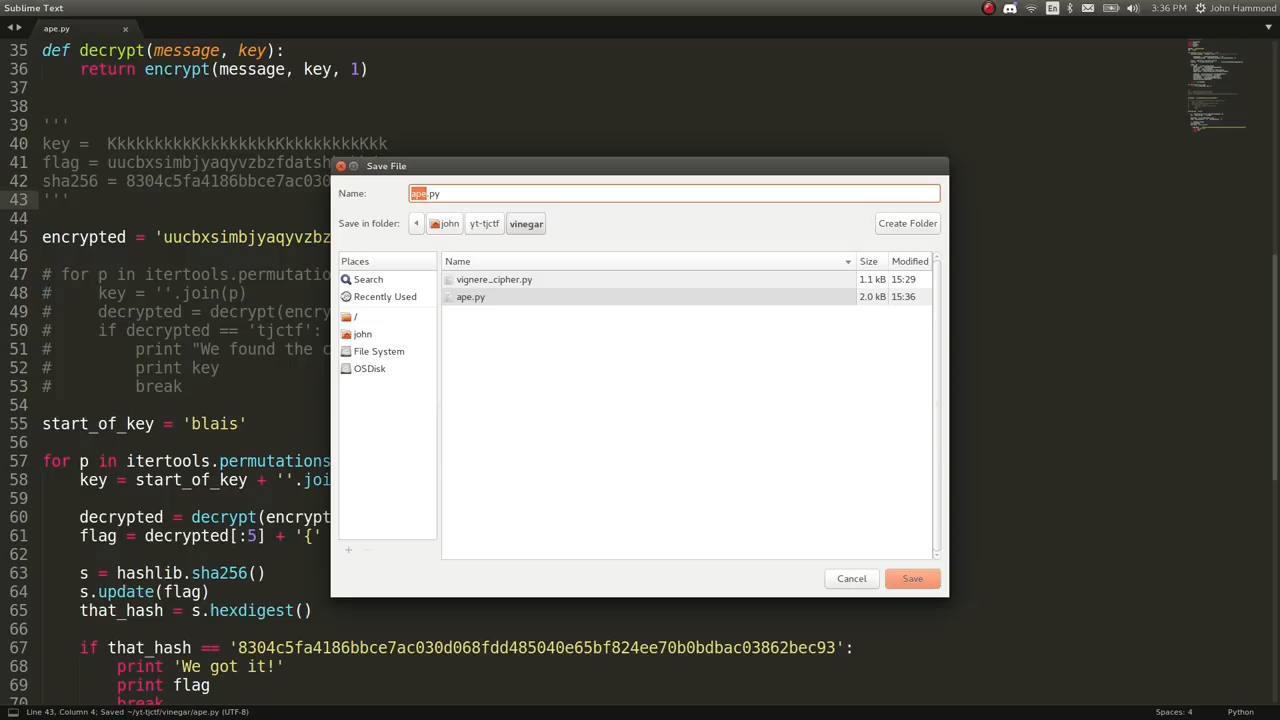 Sublime Text
En
3:36 PM
John Hammond
ape.py
35 def decrypt(message, key):
36 return encrypt(message, key, 1)
37
38
39 '''
40 key = KkkkkkkkkKkkkkkkkkKkkkkkkkkKkk
41 flag = uucbxsimbjyaqyvzbzfdatsh
42 sha256 = 8304c5fa4186bbce7ac030
43 '''
44
45 encrypted = 'uucbxsimbjyaqyvzbz
46
47 # for p in itertools.permutatio
48 # key = ''.join(p)
49 # decrypted = decrypt(encr
50 # if decrypted == 'tjctf':
51 # print "We found the c
52 # print key
53 # break
54
55 start_of_key = 'blais'
56
57 for p in itertools.permutations
58 key = start_of_key + ''.joi
59
60 decrypted = decrypt(encrypt
61 flag = decrypted[:5] + '{'
62
63 s = hashlib.sha256()
64 s.update(flag)
65 that_hash = s.hexdigest()
66
67 if that_hash == '8304c5fa4186bbce7ac030d068fdd485040e65bf824ee70b0bdbac03862bec93':
68 print 'We got it!'
69 print flag
70 break
Save File
Name: ape.py
Save in folder: john yt-tjctf vinegar Create Folder
Places Name Size Modified
Search vignere_cipher.py 1.1 kB 15:29
Recently Used ape.py 2.0 kB 15:36
/
john
File System
OSDisk
Cancel Save
Line 43, Column 4; Saved ~/yt-tjctf/vinegar/ape.py (UTF-8)
Spaces: 4
Python